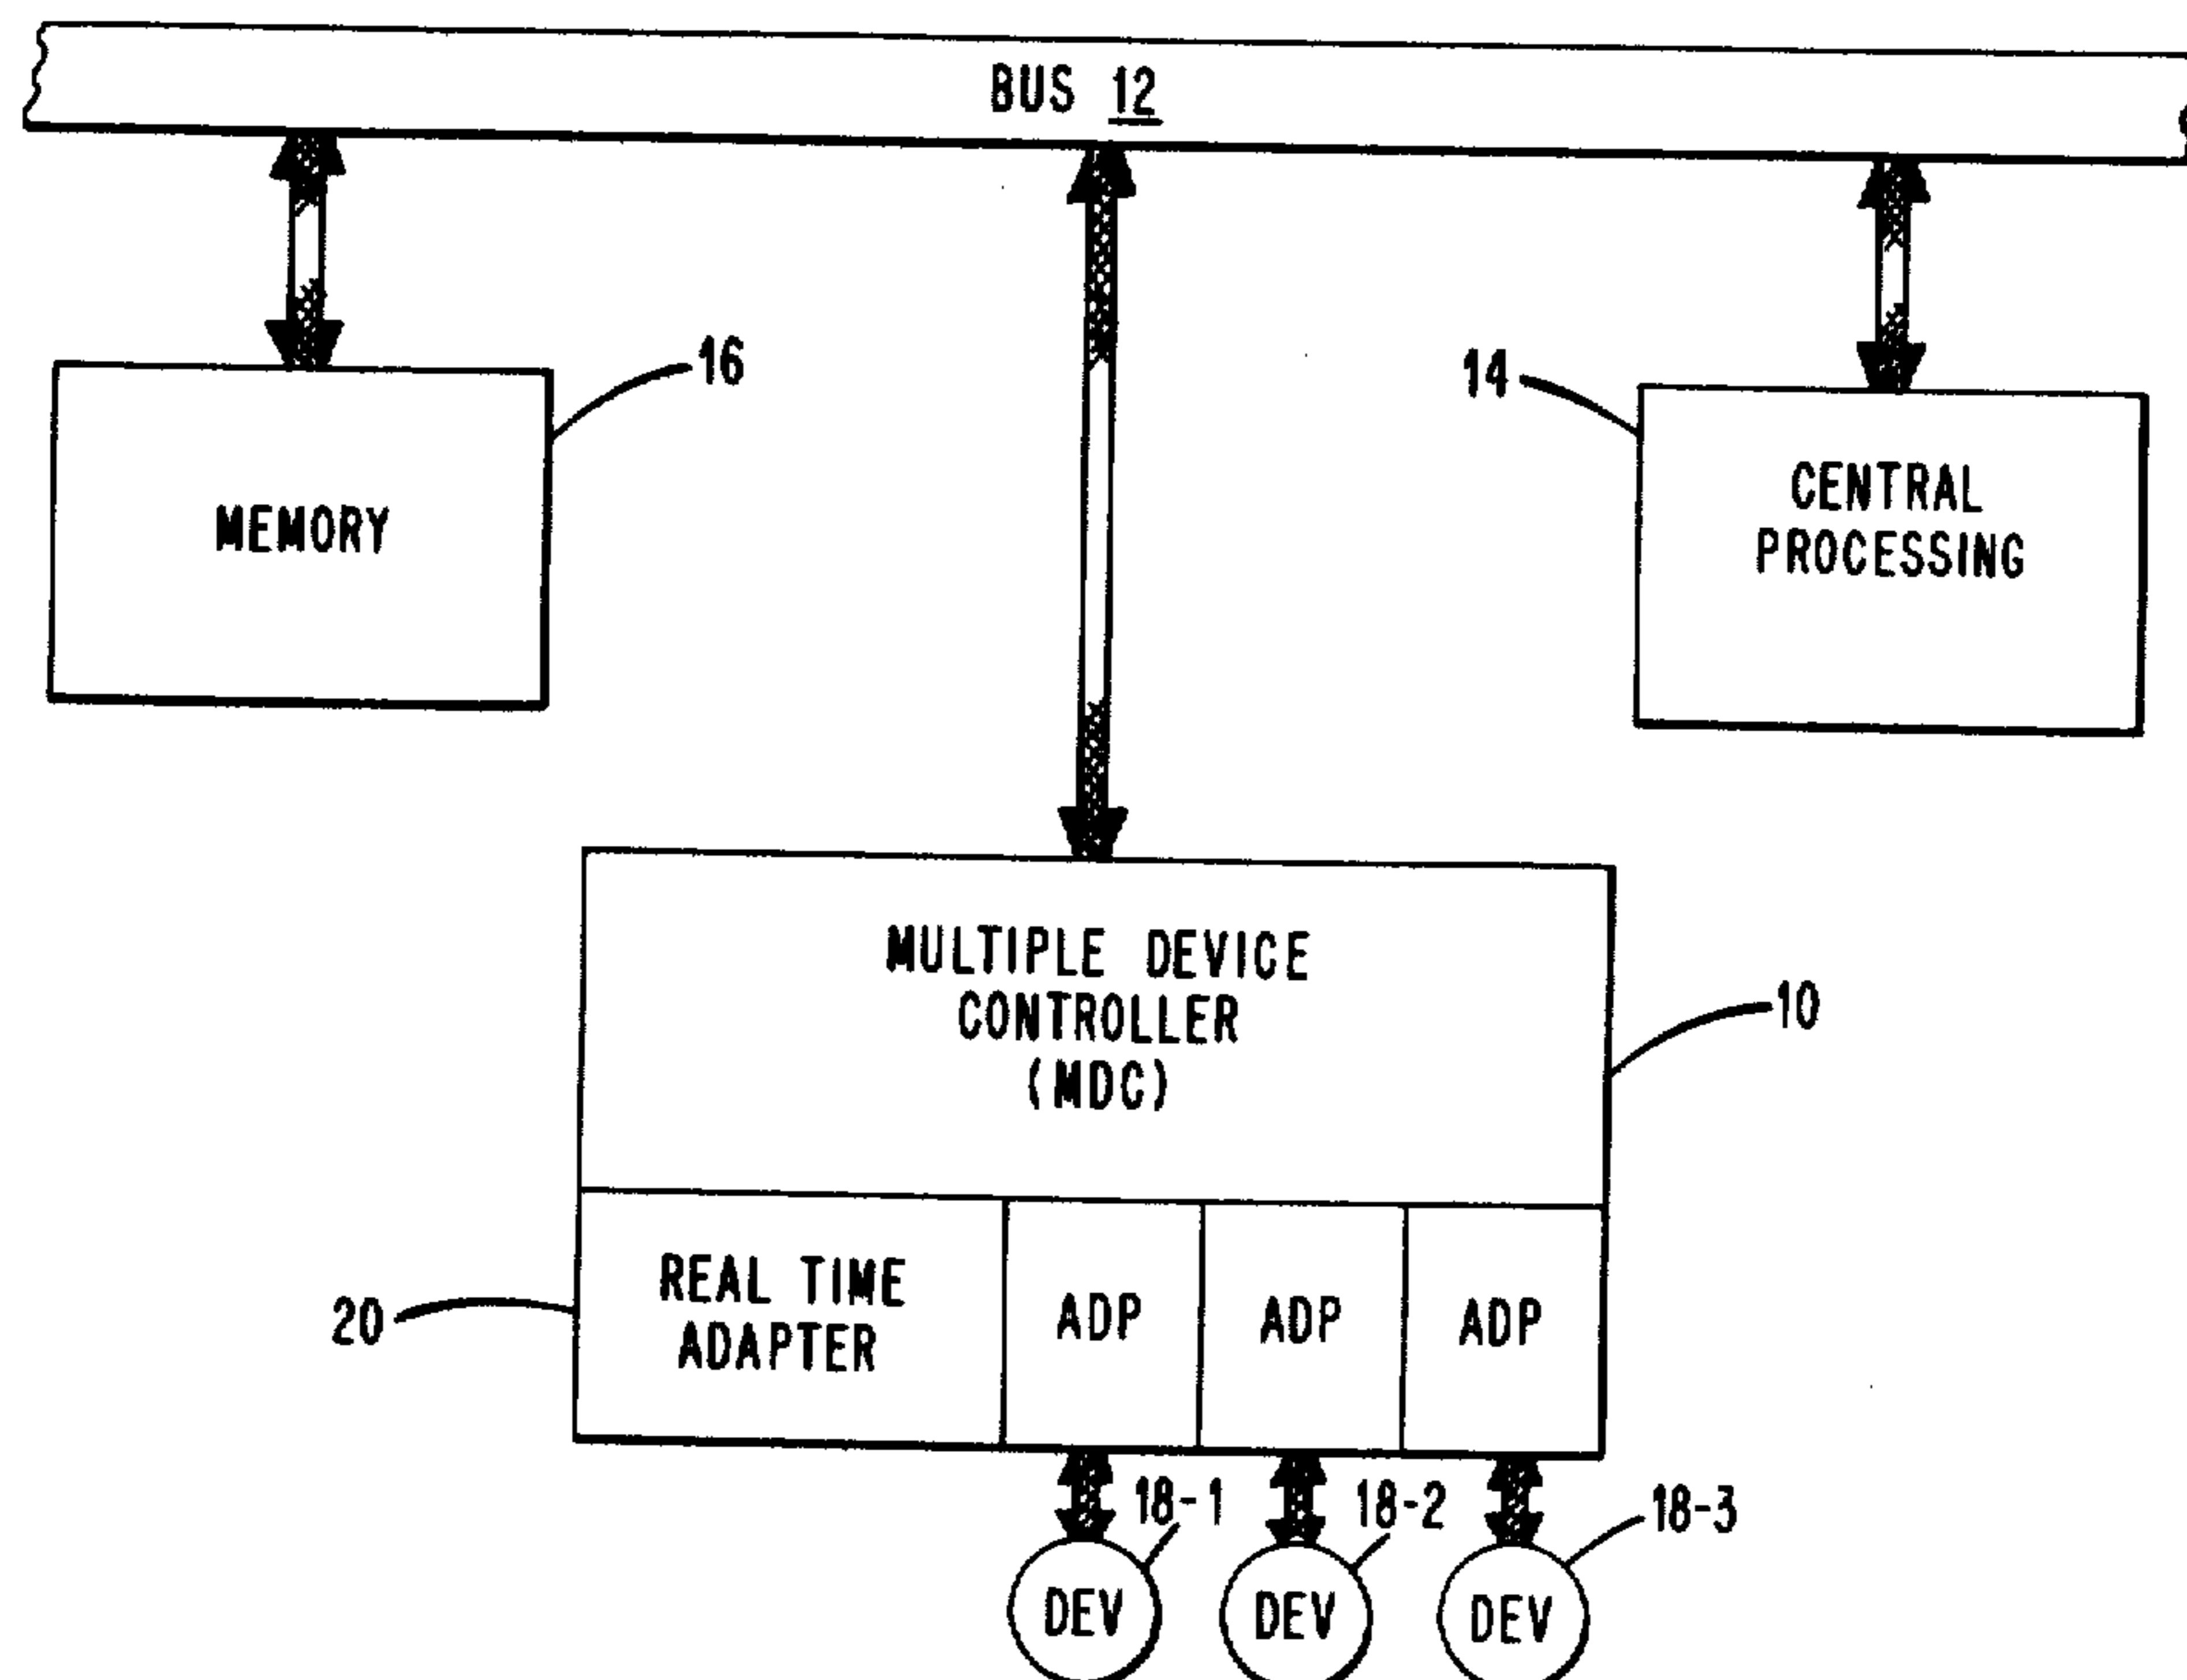 BUS 12
16
14
MEMORY
CENTRAL
PROCESSING
MULTIPLE DEVICE
CONTROLLER
(MDC)
10
20
REAL TIME
ADAPTER
ADP
ADP
ADP
18-1
18-2
18-3
DEV
DEV
DEV